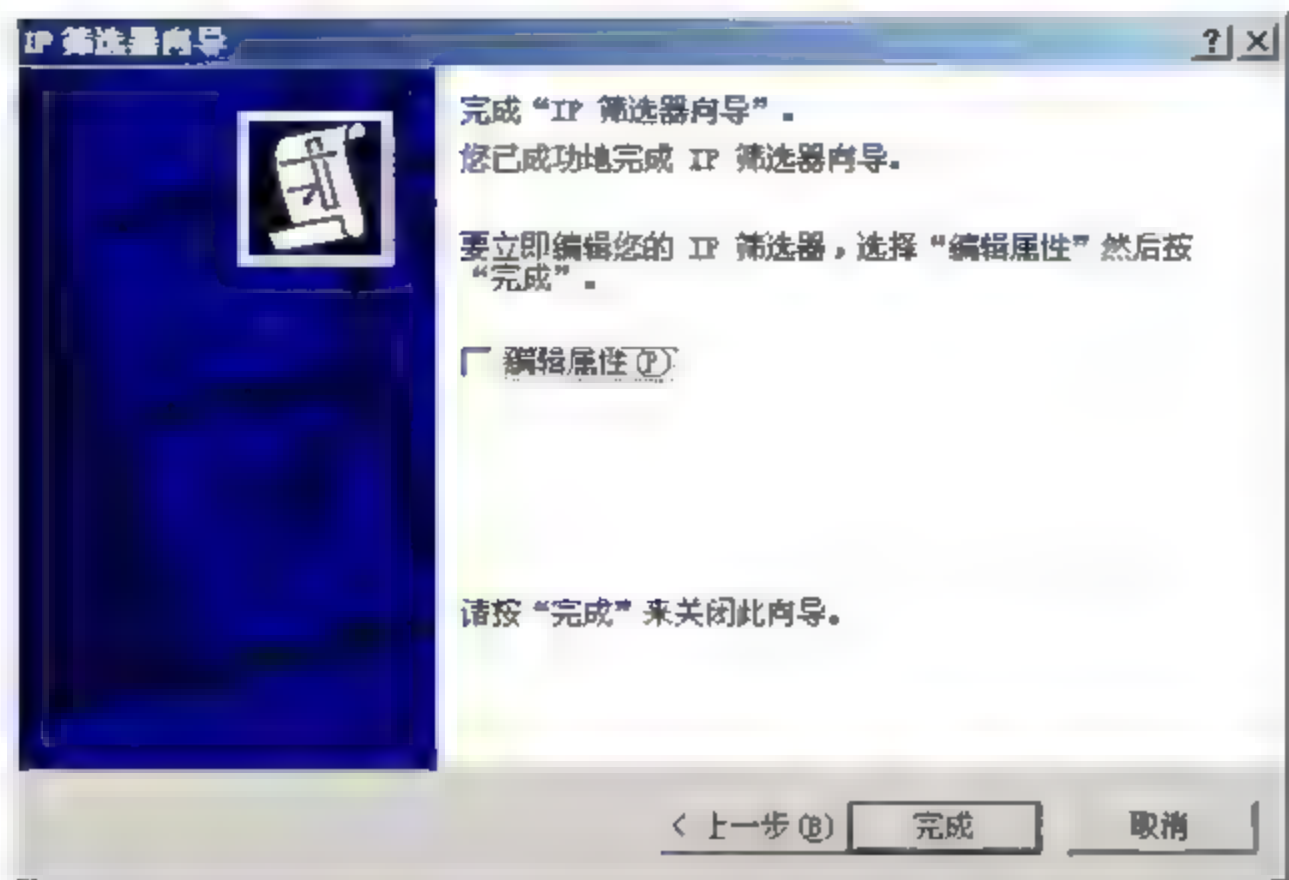 IP 筛选器向导
完成“IP 筛选器向导”。
您已成功地完成 IP 筛选器向导。
要立即编辑您的 IP 筛选器，选择“编辑属性”然后按
“完成”。
编辑属性(P)
请按“完成”来关闭此向导。
< 上一步(B) 完成 取消